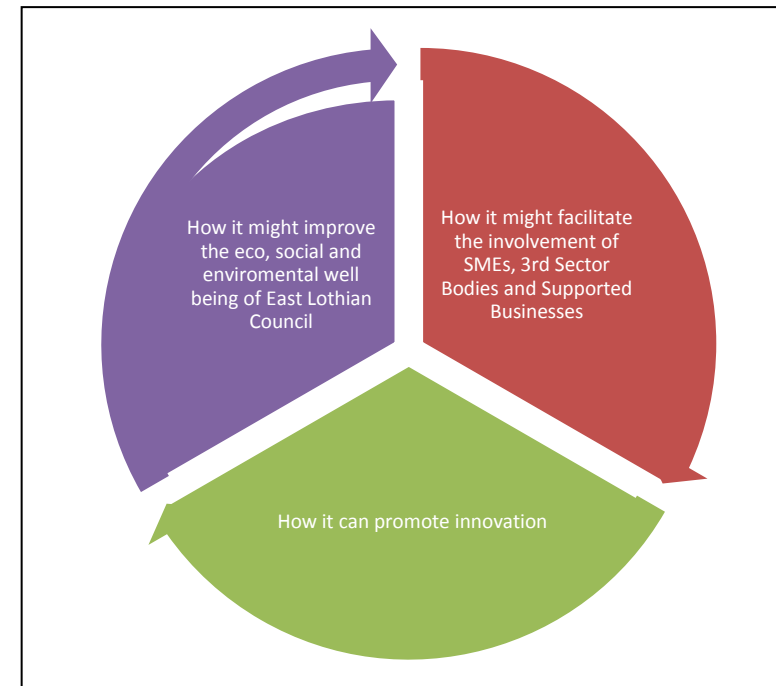 How it might improve
the eco, social and
enviromental well
being of East Lothian
Council
How it might facilitate
the involvement of
SMEs, 3rd Sector
Bodies and Supported
Businesses
How it can promote innovation